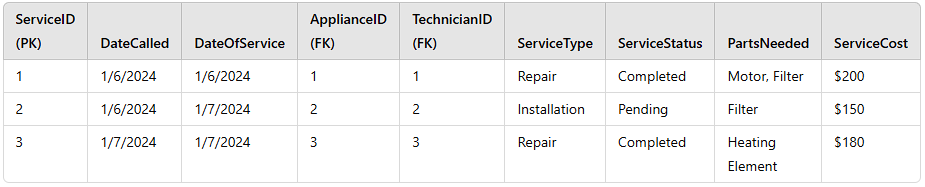 ServiceID (PK) DateCalled DateOfService ApplianceID (FK) TechnicianID (FK) ServiceType ServiceStatus PartsNeeded ServiceCost
1 1/6/2024 1/6/2024 1 1 Repair Completed Motor, Filter $200
2 1/6/2024 1/7/2024 2 2 Installation Pending Filter $150
3 1/7/2024 1/7/2024 3 3 Repair Completed Heating Element $180